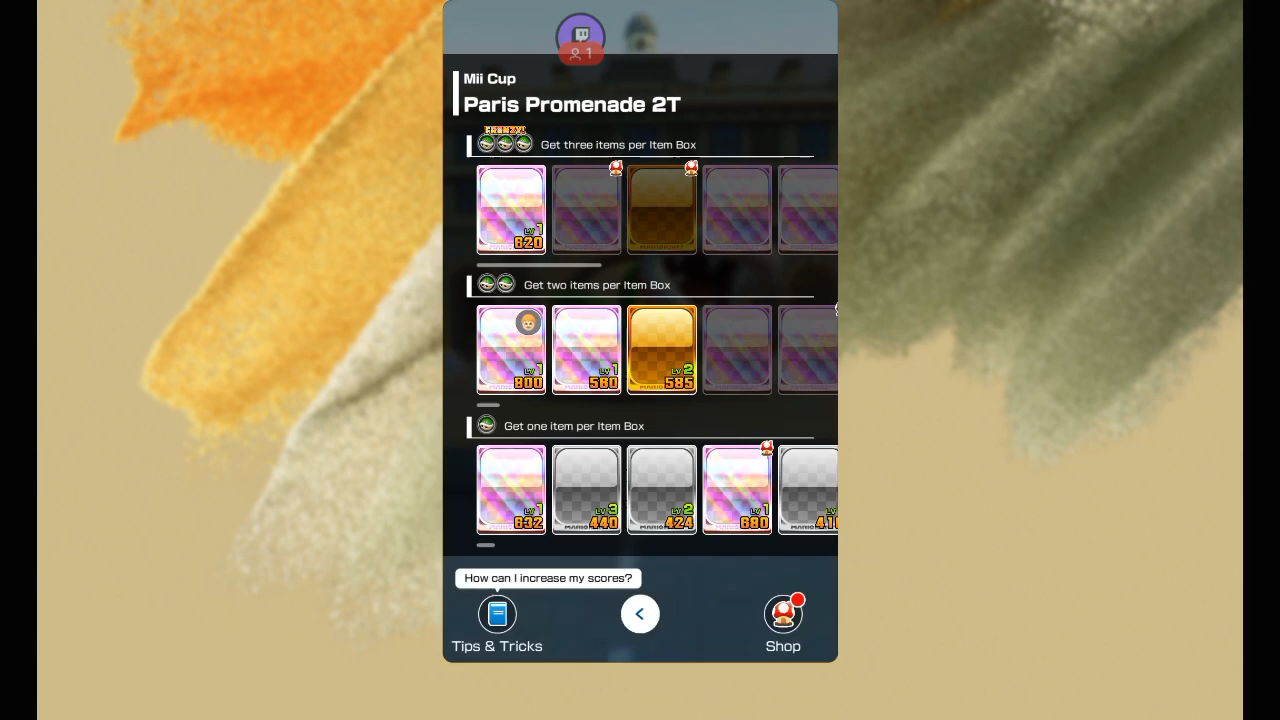 1
Mii Cup
Paris Promenade 2T
FRENZY!
Get three items per Item Box
LV 1
820
Get two items per Item Box
LV 1
800
LV 1
560
LV 2
585
Get one item per Item Box
LV 1
632
LV 3
440
LV 2
424
LV 1
680
LV
How can I increase my scores?
Tips & Tricks
Shop